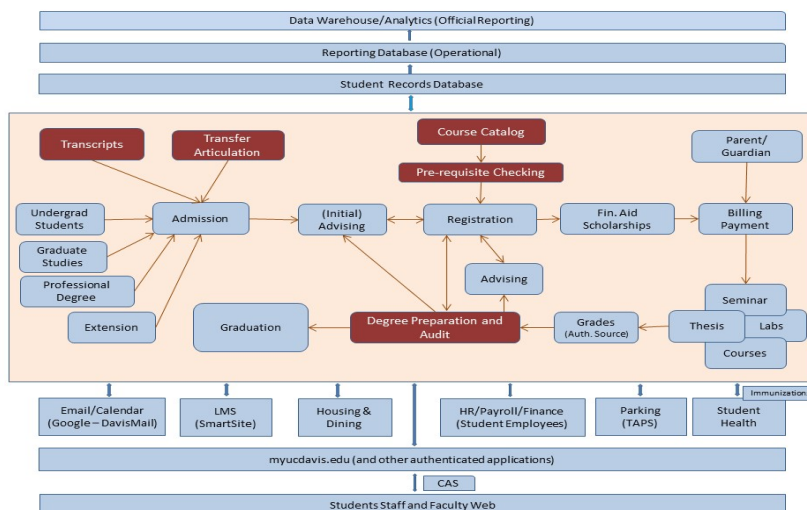 Data Warehouse/Analytics (Official Reporting)
Reporting Database (Operational)
Student Records Database
Transcripts
Transfer
Articulation
Course Catalog
Parent/
Guardian
Pre-requisite Checking
Undergrad
Students
Admission
(Initial)
Advising
Registration
Fin. Aid
Scholarships
Billing
Payment
Graduate
Studies
Professional
Degree
Advising
Extension
Graduation
Degree Preparation and
Audit
Grades
(Auth. Source)
Seminar
Thesis
Labs
Courses
Immunization
Email/Calendar
(Google – DavisMail)
LMS
(SmartSite)
Housing &
Dining
HR/Payroll/Finance
(Student Employees)
Parking
(TAPS)
Student
Health
myucdavis.edu (and other authenticated applications)
CAS
Students Staff and Faculty Web